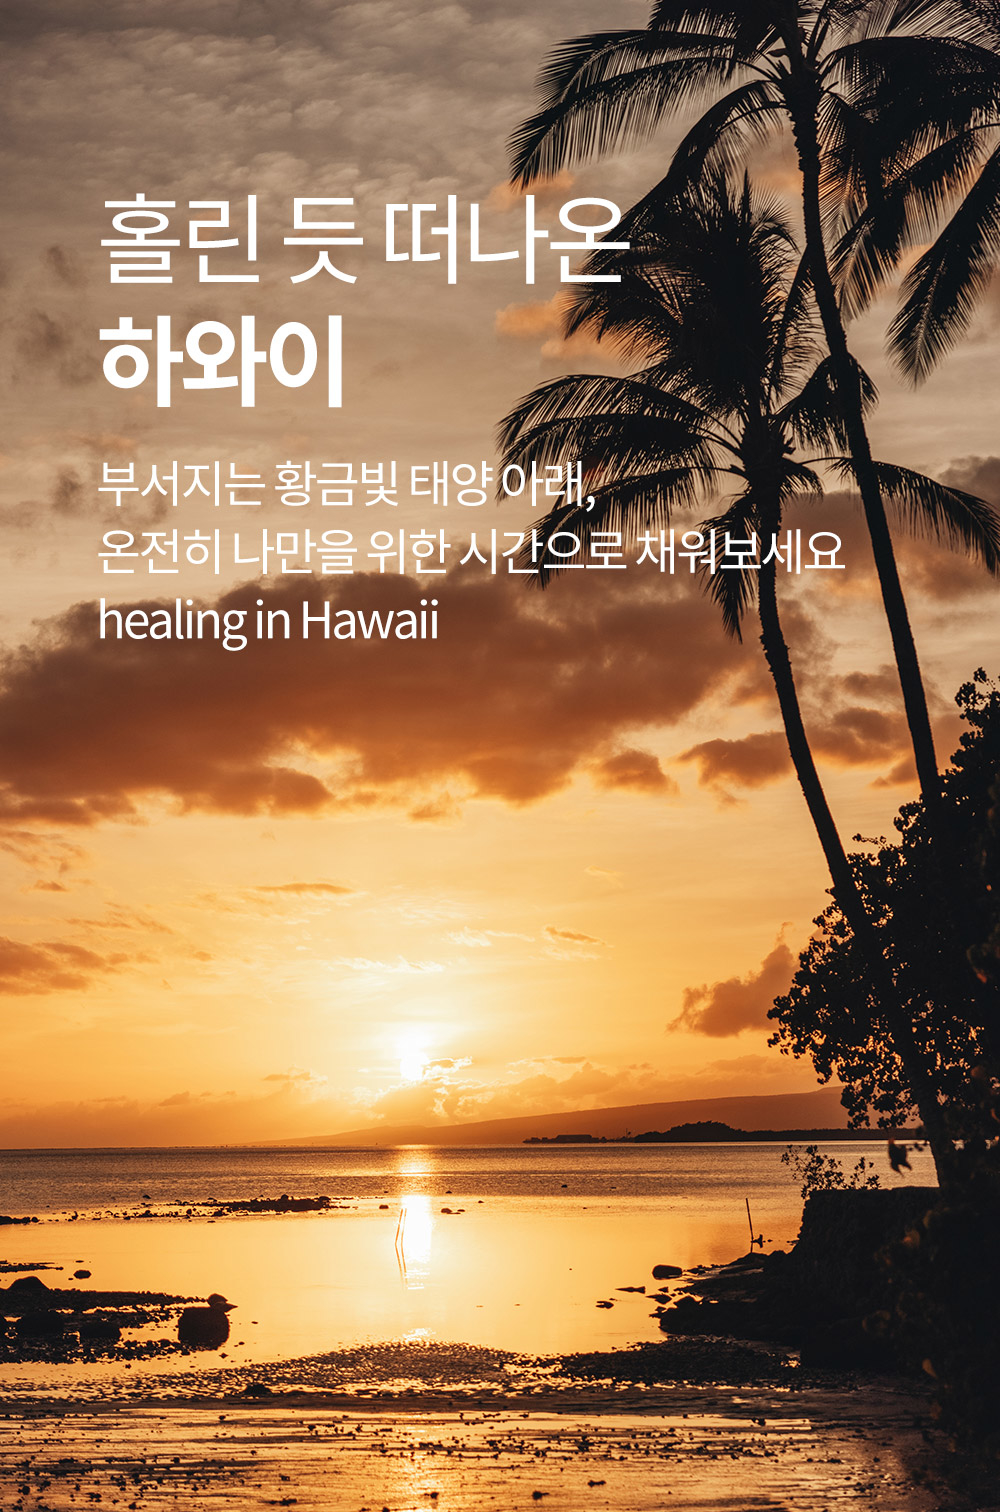 홀린 듯 떠나온
하와이
부서지는 황금빛 태양 아래,
온전히 나만을 위한 시간으로 채워보세요
healing in Hawaii